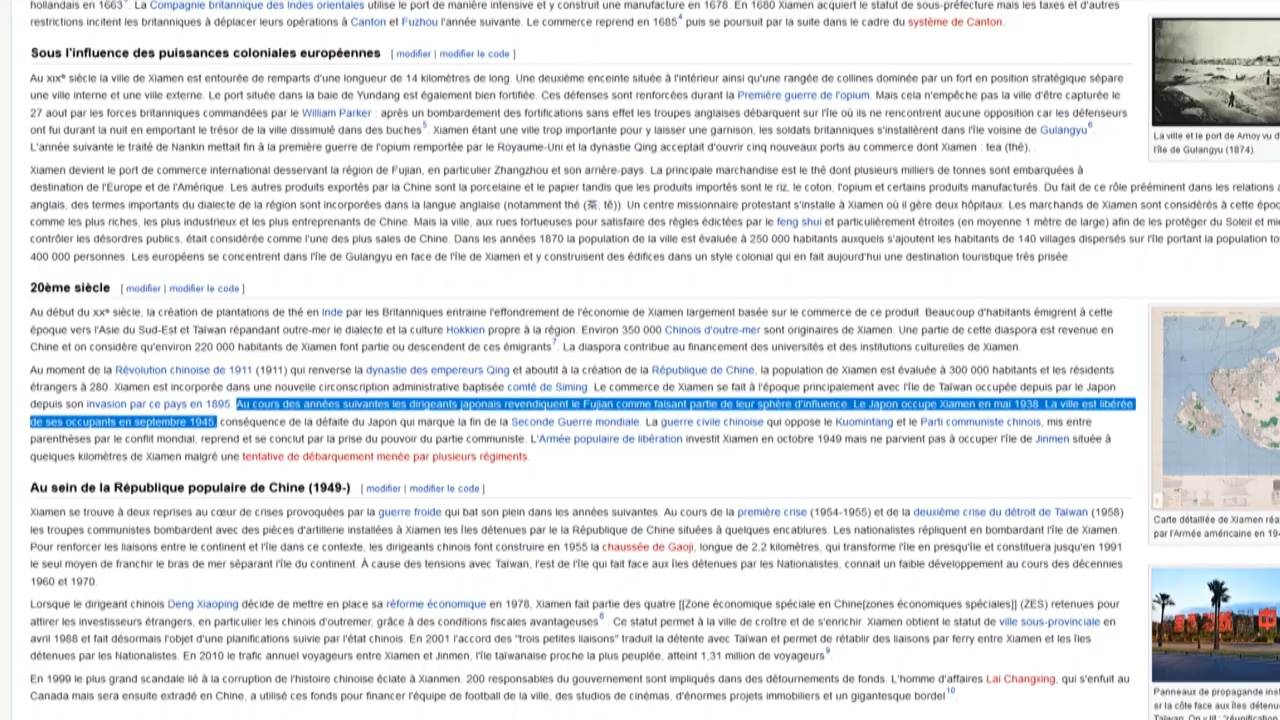 hollandais en 1663. La Compagnie britannique des Indes orientales utilise le port de manière intensive et y construit une manufacture en 1678. En 1680 Xiamen acquiert le statut de sous-préfecture mais les taxes et d'autres
restrictions incitent les britanniques à déplacer leurs opérations à Canton et Fuzhou l'année suivante. Le commerce reprend en 1685⁴ puis se poursuit par la suite dans le cadre du système de Canton.
Sous l'influence des puissances coloniales européennes [ modifier | modifier le code ]
Au XIXᵉ siècle la ville de Xiamen est entourée de remparts d'une longueur de 14 kilomètres de long. Une deuxième enceinte située à l'intérieur ainsi qu'une rangée de collines dominée par un fort en position stratégique sépare
une ville interne et une ville externe. Le port située dans la baie de Yundang est également bien fortifiée. Ces défenses sont renforcées durant la Première guerre de l'opium. Mais cela n'empêche pas la ville d'être capturée le
27 aout par les forces britanniques commandées par le William Parker : après un bombardement des fortifications sans effet les troupes anglaises débarquent sur l'île où ils ne rencontrent aucune opposition car les défenseurs
ont fui durant la nuit en emportant le trésor de la ville dissimulé dans des buches⁵. Xiamen étant une ville trop importante pour y laisser une garnison, les soldats britanniques s'installèrent dans l'île voisine de Gulangyu⁶.
L'année suivante le traité de Nankin mettait fin à la première guerre de l'opium remportée par le Royaume-Uni et la dynastie Qing acceptait d'ouvrir cinq nouveaux ports au commerce dont Xiamen : tea (thé), .
Xiamen devient le port de commerce international desservant la région de Fujian, en particulier Zhangzhou et son arrière-pays. La principale marchandise est le thé dont plusieurs milliers de tonnes sont embarquées à
destination de l'Europe et de l'Amérique. Les autres produits exportés par la Chine sont la porcelaine et le papier tandis que les produits importés sont le riz, le coton, l'opium et certains produits manufacturés. Du fait de ce rôle prééminent dans les relations a
anglais, des termes importants du dialecte de la région sont incorporées dans la langue anglaise (notamment thé (茶; tê)). Un centre missionnaire protestant s'installe à Xiamen où il gère deux hôpitaux. Les marchands de Xiamen sont considérés à cette époq
comme les plus riches, les plus industrieux et les plus entreprenants de Chine. Mais la ville, aux rues tortueuses pour satisfaire des règles édictées par le feng shui et particulièrement étroites (en moyenne 1 mètre de large) afin de les protéger du Soleil et mie
contrôler les désordres publics, était considérée comme l'une des plus sales de Chine. Dans les années 1870 la population de la ville est évaluée à 250 000 habitants auxquels s'ajoutent les habitants de 140 villages dispersés sur l'île portant la population to
400 000 personnes. Les européens se concentrent dans l'île de Gulangyu en face de l'île de Xiamen et y construisent des édifices dans un style colonial qui en fait aujourd'hui une destination touristique très prisée.
20ème siècle [ modifier | modifier le code ]
Au début du XXᵉ siècle, la création de plantations de thé en Inde par les Britanniques entraine l'effondrement de l'économie de Xiamen largement basée sur le commerce de ce produit. Beaucoup d'habitants émigrent à cette
époque vers l'Asie du Sud-Est et Taïwan répandant outre-mer le dialecte et la culture Hokkien propre à la région. Environ 350 000 Chinois d'outre-mer sont originaires de Xiamen. Une partie de cette diaspora est revenue en
Chine et on considère qu'environ 220 000 habitants de Xiamen font partie ou descendent de ces émigrants⁷. La diaspora contribue au financement des universités et des institutions culturelles de Xiamen.
Au moment de la Révolution chinoise de 1911 (1911) qui renverse la dynastie des empereurs Qing et aboutit à la création de la République de Chine, la population de Xiamen est évaluée à 300 000 habitants et les résidents
étrangers à 280. Xiamen est incorporée dans une nouvelle circonscription administrative baptisée comté de Siming. Le commerce de Xiamen se fait à l'époque principalement avec l'île de Taïwan occupée depuis par le Japon
depuis son invasion par ce pays en 1895. Au cours des années suivantes les dirigeants japonais revendiquent le Fujian comme faisant partie de leur sphère d'influence. Le Japon occupe Xiamen en mai 1938. La ville est libérée
de ses occupants en septembre 1945, conséquence de la défaite du Japon qui marque la fin de la Seconde Guerre mondiale. La guerre civile chinoise qui oppose le Kuomintang et le Parti communiste chinois, mis entre
parenthèses par le conflit mondial, reprend et se conclut par la prise du pouvoir du partie communiste. L'Armée populaire de libération investit Xiamen en octobre 1949 mais ne parvient pas à occuper l'île de Jinmen située à
quelques kilomètres de Xiamen malgré une tentative de débarquement menée par plusieurs régiments.
Au sein de la République populaire de Chine (1949-) [ modifier | modifier le code ]
Xiamen se trouve à deux reprises au cœur de crises provoquées par la guerre froide qui bat son plein dans les années suivantes. Au cours de la première crise (1954-1955) et de la deuxième crise du détroit de Taïwan (1958)
les troupes communistes bombardent avec des pièces d'artillerie installées à Xiamen les îles détenues par le la République de Chine situées à quelques encablures. Les nationalistes répliquent en bombardant l'île de Xiamen.
Pour renforcer les liaisons entre le continent et l'île dans ce contexte, les dirigeants chinois font construire en 1955 la chaussée de Gaoji, longue de 2,2 kilomètres, qui transforme l'île en presqu'île et constituera jusqu'en 1991
le seul moyen de franchir le bras de mer séparant l'île du continent. À cause des tensions avec Taïwan, l'est de l'île qui fait face aux îles détenues par les Nationalistes, connait un faible développement au cours des décennies
1960 et 1970.
Lorsque le dirigeant chinois Deng Xiaoping décide de mettre en place sa réforme économique en 1978, Xiamen fait partie des quatre [[Zone économique spéciale en Chine[zones économiques spéciales]] (ZES) retenues pour
attirer les investisseurs étrangers, en particulier les chinois d'outremer, grâce à des conditions fiscales avantageuses⁸. Ce statut permet à la ville de croître et de s'enrichir. Xiamen obtient le statut de ville sous-provinciale en
avril 1988 et fait désormais l'objet d'une planifications suivie par l'état chinois. En 2001 l'accord des "trois petites liaisons" traduit la détente avec Taïwan et permet de rétablir des liaisons par ferry entre Xiamen et les îles
détenues par les Nationalistes. En 2010 le trafic annuel voyageurs entre Xiamen et Jinmen, l'île taïwanaise proche la plus peuplée, atteint 1,31 million de voyageurs⁹.
En 1999 le plus grand scandale lié à la corruption de l'histoire chinoise éclate à Xianmen. 200 responsables du gouvernement sont impliqués dans des détournements de fonds. L'homme d'affaires Lai Changxing, qui s'enfuit au
Canada mais sera ensuite extradé en Chine, a utilisé ces fonds pour financer l'équipe de football de la ville, des studios de cinémas, d'énormes projets immobiliers et un gigantesque bordel¹⁰.
La ville et le port de Amoy vu d
l'île de Gulangyu (1874).
Carte détaillée de Xiamen réa
par l'Armée américaine en 194
Panneaux de propagande inst
sr la côte face aux îles détenu
Taïwan. On y lit : "réunification